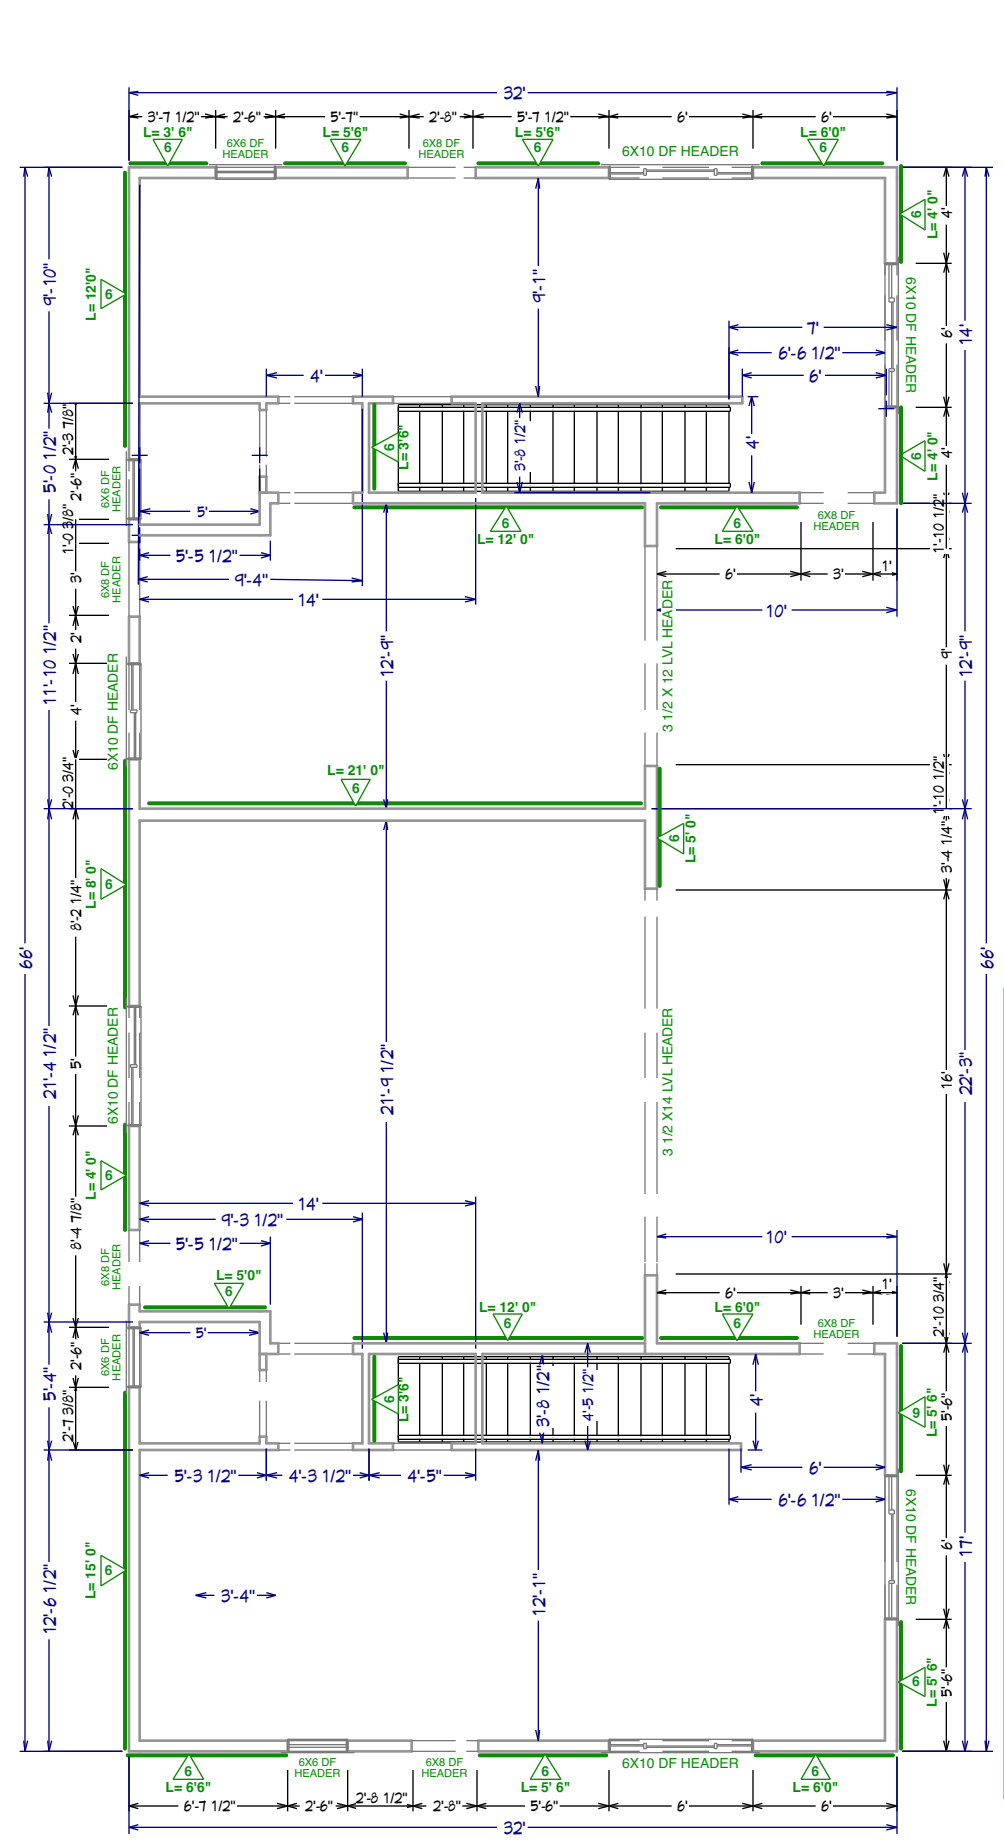 32'
3'-7 1/2" 2'-6" 5'-7" 2'-8" 5'-7 1/2" 6' 6'
L= 3' 6" L= 5'6" L= 5'6" L= 6'0"
6 6 6 6
6X6 DF HEADER
6X8 DF HEADER
6X10 DF HEADER
6
L= 4' 0"
4'
6
L= 12'0"
9'-10"
9'-1"
6X10 DF HEADER
6'
14'
7'
6'-6 1/2"
6'
4'
2'-3 7/8"
5'-0 1/2"
2'-6"
6X6 DF HEADER
1'-0 3/8"
6
L= 3'6"
3'-8 1/2"
4'
6
L= 4' 0"
4'
5'
6
L= 12' 0"
6
L= 6'0"
6X8 DF HEADER
1'-10 1/2"
5'-5 1/2"
9'-4"
14'
6X8 DF HEADER
3'
6' 3' 1'
10'
11'-10 1/2"
2'
12'-9"
3 1/2 X 12 LVL HEADER
9'
12'-9"
6X10 DF HEADER
4'
2'-0 3/4"
L= 21' 0"
6
1'-10 1/2"
6
L= 5' 0"
3'-4 1/4"
6
L= 8' 0"
8'-2 1/4"
66'
66'
21'-4 1/2"
6X10 DF HEADER
5'
21'-9 1/2"
3 1/2 X14 LVL HEADER
16'
22'-3"
6
L= 4' 0"
8'-4 7/8"
14'
9'-3 1/2"
5'-5 1/2"
10'
6X8 DF HEADER
L= 5'0"
6
L= 12' 0"
6
L= 6'0"
6
6' 3' 1'
6X8 DF HEADER
2'-10 3/4"
5'
6X6 DF HEADER
2'-6"
5'-4"
2'-7 3/8"
6
L= 3'6"
3'-8 1/2"
4'-5 1/2"
4'
9
L= 5' 6"
5'-6"
5'-3 1/2" 4'-3 1/2" 4'-5"
6'
6'-6 1/2"
6
L= 15' 0"
12'-6 1/2"
3'-4"
12'-1"
6X10 DF HEADER
6'
17'
6
L= 5' 6"
5'-6"
6X6 DF HEADER
6X8 DF HEADER
6X10 DF HEADER
6 6 6
L= 6'6" L= 5' 6" L= 6'0"
6'-7 1/2" 2'-6" 2'-8 1/2" 2'-8" 5'-6" 6' 6'
32'